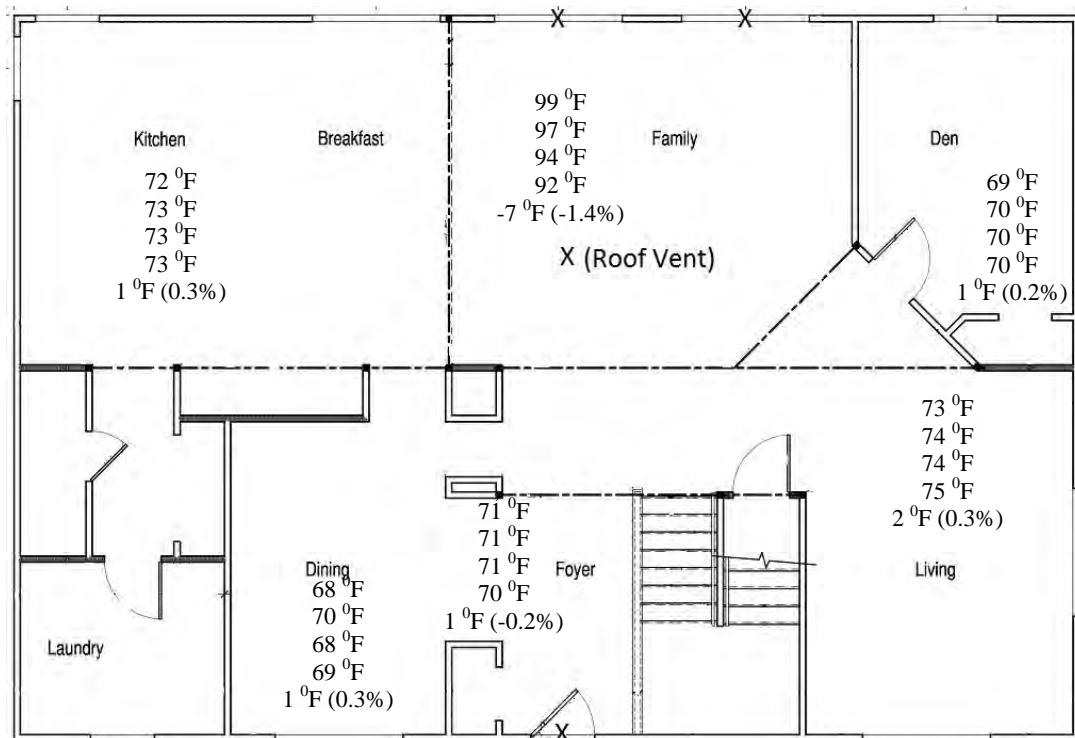 X
X
Kitchen
72 ⁰F
73 ⁰F
73 ⁰F
73 ⁰F
1 ⁰F (0.3%)
Breakfast
99 ⁰F
97 ⁰F
94 ⁰F
92 ⁰F
-7 ⁰F (-1.4%)
Family
X (Roof Vent)
Den
69 ⁰F
70 ⁰F
70 ⁰F
70 ⁰F
1 ⁰F (0.2%)
73 ⁰F
74 ⁰F
74 ⁰F
75 ⁰F
2 ⁰F (0.3%)
Living
71 ⁰F
71 ⁰F
71 ⁰F
70 ⁰F
1 ⁰F (-0.2%)
Foyer
Dining
68 ⁰F
70 ⁰F
68 ⁰F
69 ⁰F
1 ⁰F (0.3%)
Laundry
X